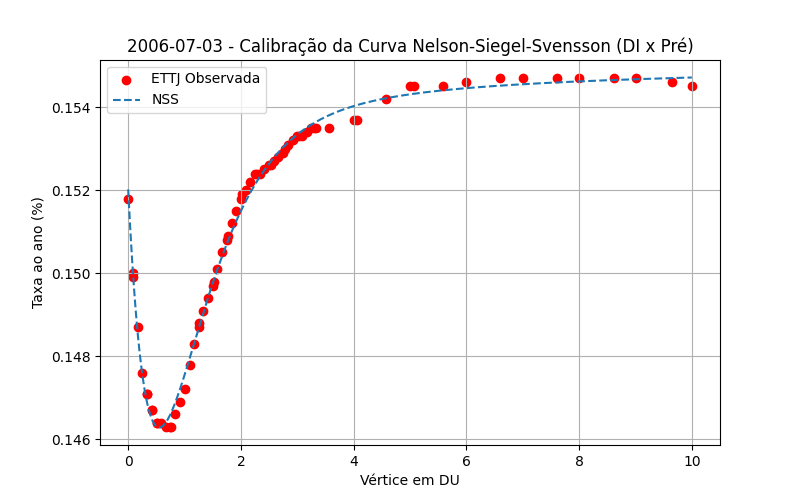 2006-07-03 - Calibração da Curva Nelson-Siegel-Svensson (DI x Pré)
ETTJ Observada
NSS
0.154
0.152
0.150
0.148
0.146
Taxa ao ano (%)
0 2 4 6 8 10
Vértice em DU